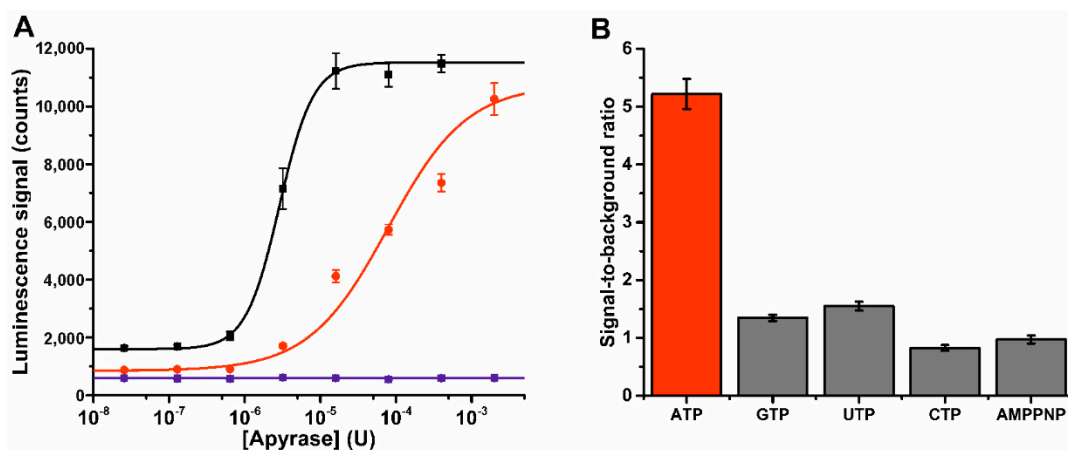 A
Luminescence signal (counts)
12,000
10,000
8,000
6,000
4,000
2,000
0
10-8
10-7
10-6
10-5
10-4
10-3
[Apyrase] (U)
B
Signal-to-background ratio
6
5
4
3
2
1
0
ATP
GTP
UTP
CTP
AMPPNP